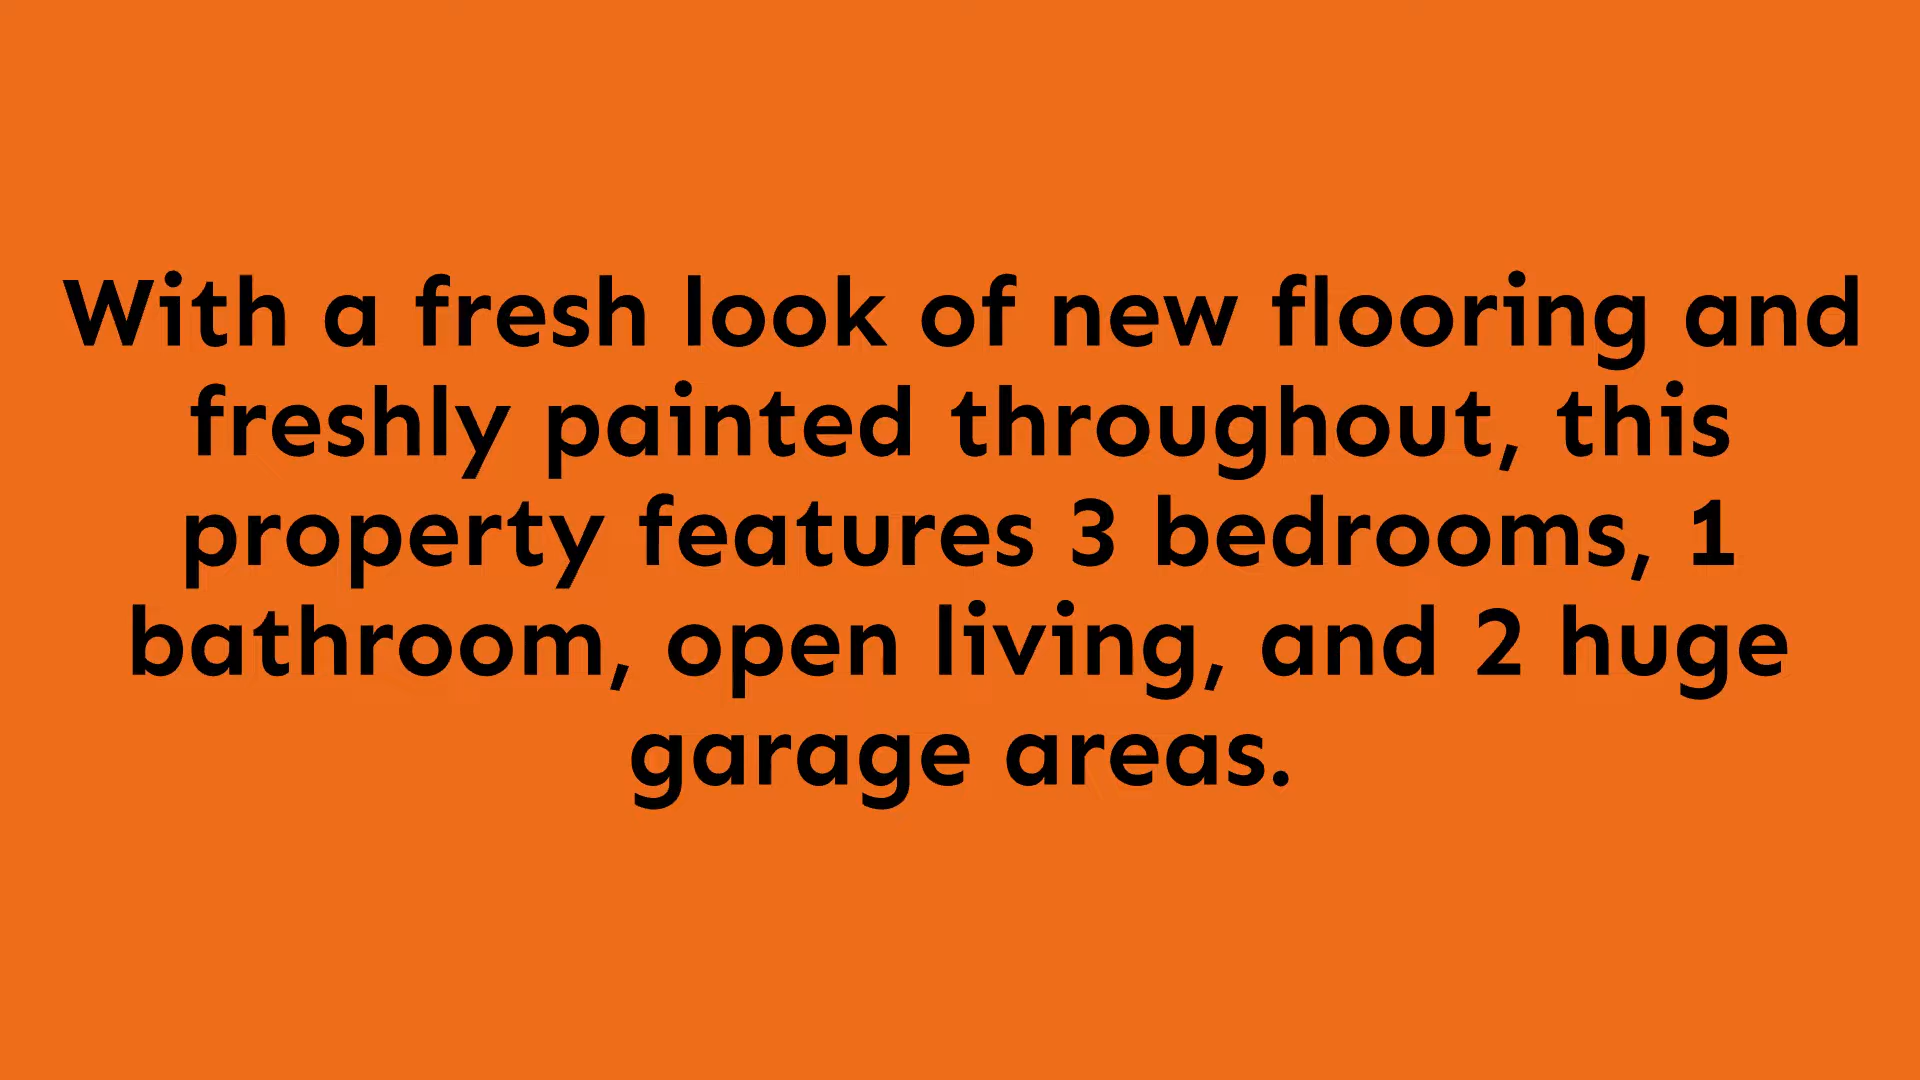 With a fresh look of new flooring and
freshly painted throughout, this
property features 3 bedrooms, 1
bathroom, open living, and 2 huge
garage areas.